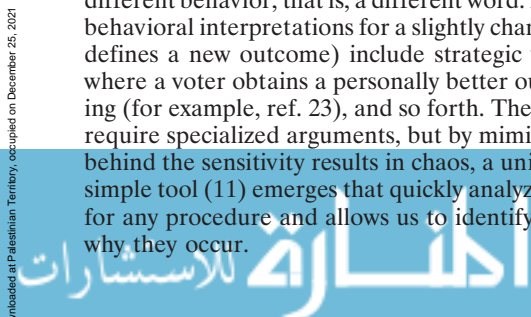 different behavior, that is, a different word.
behavioral interpretations for a slightly chan
defines a new outcome) include strategic
where a voter obtains a personally better ou
ing (for example, ref. 23), and so forth. The
require specialized arguments, but by mimi
behind the sensitivity results in chaos, a uni
simple tool (11) emerges that quickly analyz
for any procedure and allows us to identify
why they occur.
المنارة للاستشارات
wnloaded at Palestinian Territory, occupied on December 25, 2021